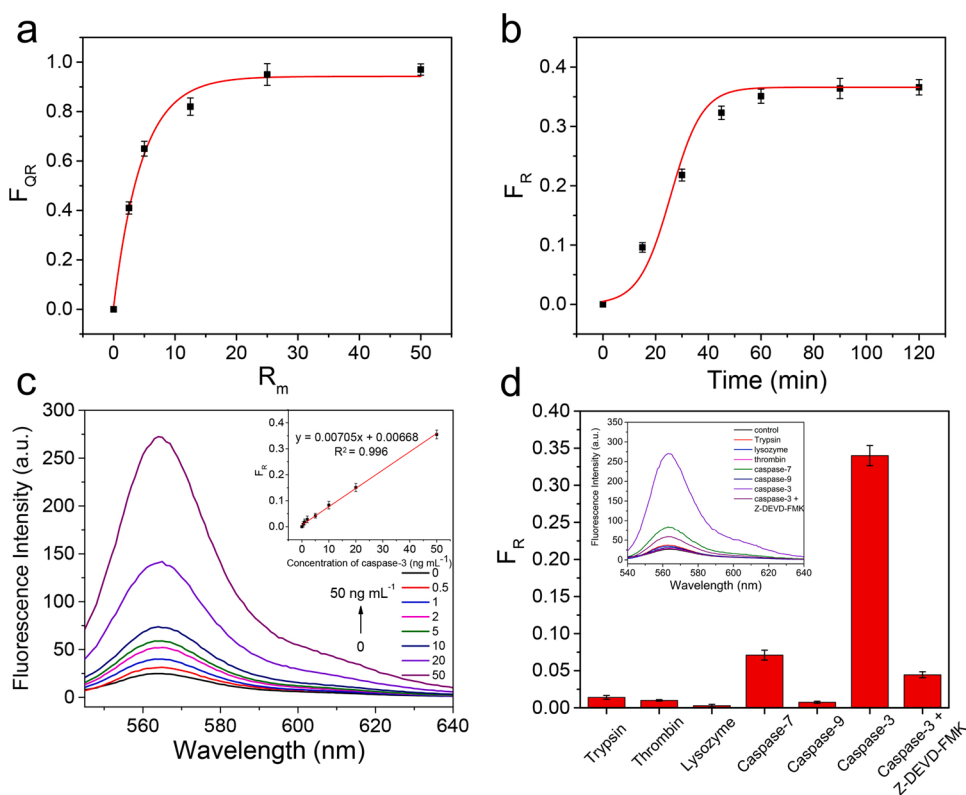 a
1.0
0.8
0.6
0.4
0.2
0.0
F_QR
0
10
20
30
40
50
R_m
b
0.4
0.3
0.2
0.1
0.0
F_R
0
20
40
60
80
100
120
Time (min)
c
300
250
200
150
100
50
25
0
Fluorescence Intensity (a.u.)
560
580
600
620
640
Wavelength (nm)
0.4
0.3
0.2
0.1
0.0
F_R
y = 0.00705x + 0.00668
R² = 0.996
0
10
20
30
40
50
Concentration of caspase-3 (ng mL⁻¹)
50 ng mL⁻¹
0
0
0.5
1
2
5
10
20
50
d
0.40
0.35
0.30
0.25
0.20
0.15
0.10
0.05
0.00
F_R
350
300
250
200
150
100
50
0
Fluorescence Intensity (a.u.)
540
560
580
600
620
640
Wavelength (nm)
control
Trypsin
lysozyme
thrombin
caspase-7
caspase-9
caspase-3
caspase-3 +
Z-DEVD-FMK
Trypsin
Thrombin
Lysozyme
Caspase-7
Caspase-9
Caspase-3
Caspase-3 +
Z-DEVD-FMK